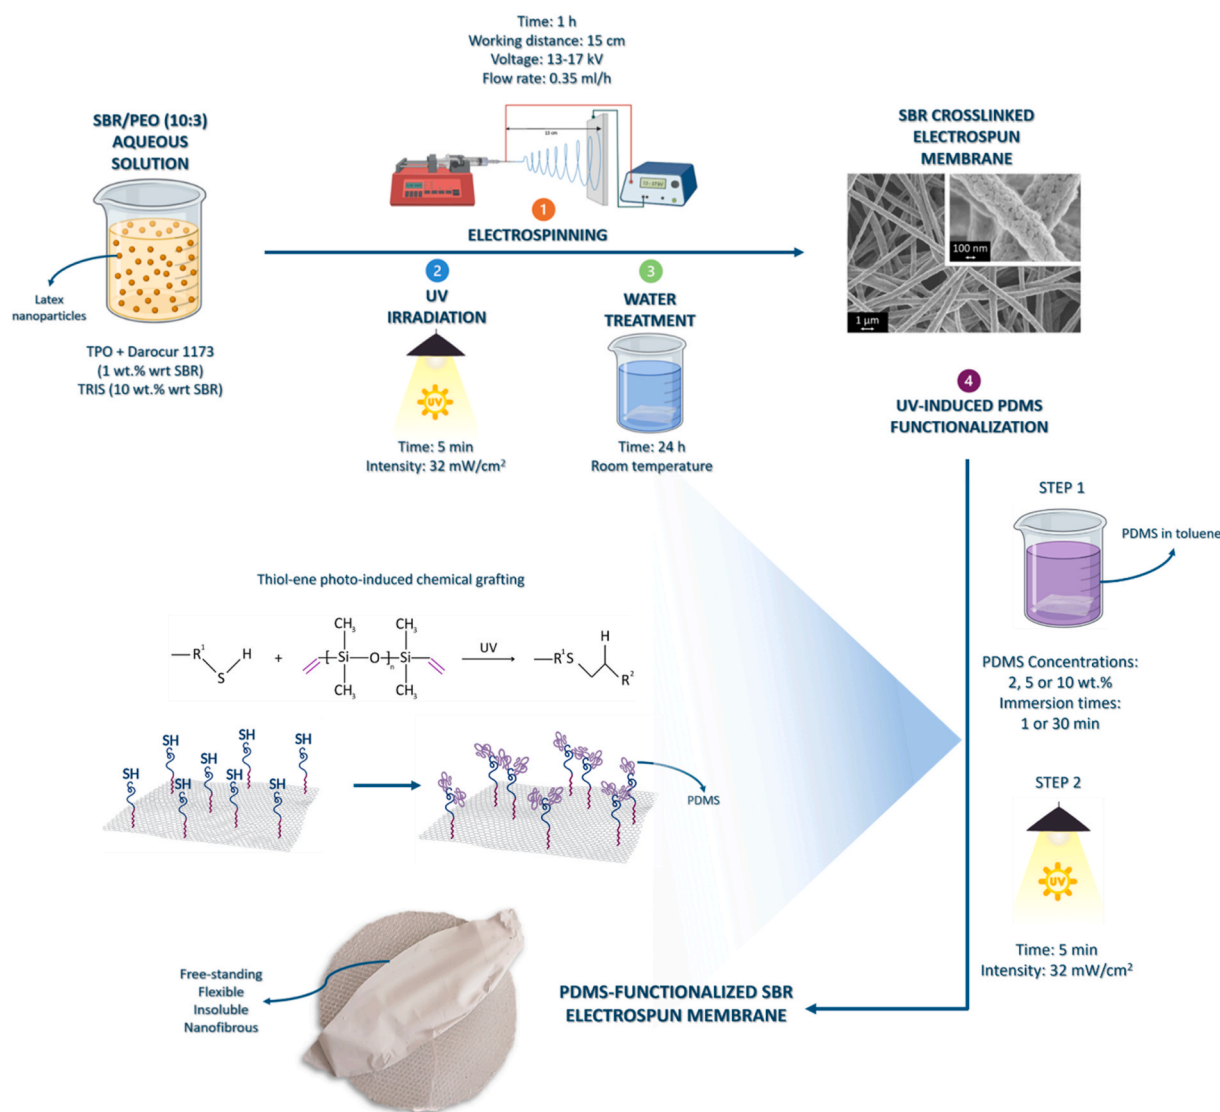 Time: 1 h
Working distance: 15 cm
Voltage: 13-17 kV
Flow rate: 0.35 ml/h
SBR/PEO (10:3)
AQUEOUS
SOLUTION
Latex
nanoparticles
TPO + Darocur 1173
(1 wt.% wrt SBR)
TRIS (10 wt.% wrt SBR)
15 cm
1
ELECTROSPINNING
2
UV
IRRADIATION
UV
Time: 5 min
Intensity: 32 mW/cm²
3
WATER
TREATMENT
Time: 24 h
Room temperature
SBR CROSSLINKED
ELECTROSPUN
MEMBRANE
100 nm
1 µm
4
UV-INDUCED PDMS
FUNCTIONALIZATION
STEP 1
PDMS in toluene
PDMS Concentrations:
2, 5 or 10 wt.%
Immersion times:
1 or 30 min
STEP 2
UV
Time: 5 min
Intensity: 32 mW/cm²
Thiol-ene photo-induced chemical grafting
CH₃ CH₃
R¹ H + Si O Si n UV R¹S H
S R²
CH₃ CH₃
SH SH SH
SH SH SH
SH SH
PDMS
Free-standing
Flexible
Insoluble
Nanofibrous
PDMS-FUNCTIONALIZED SBR
ELECTROSPUN MEMBRANE